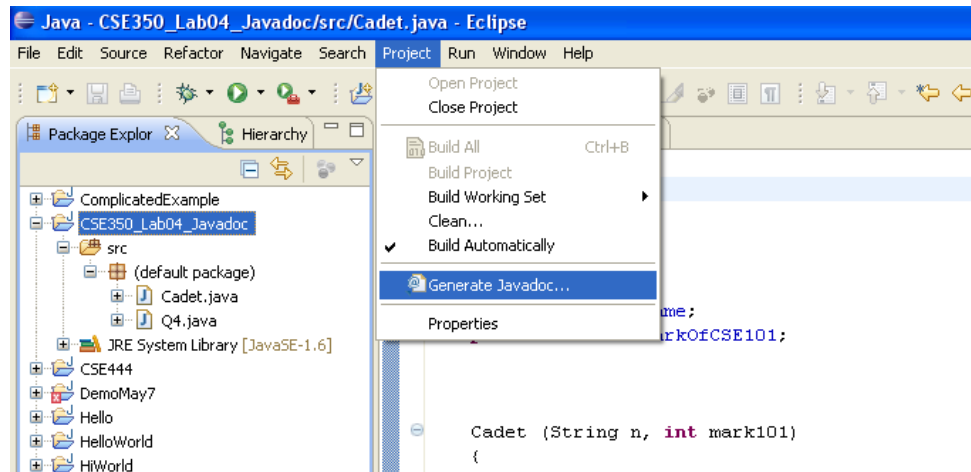 Java - CSE350_Lab04_Javadoc/src/Cadet.java - Eclipse
File Edit Source Refactor Navigate Search Project Run Window Help
Open Project
Close Project
Build All Ctrl+B
Build Project
Build Working Set
Clean...
Build Automatically
Generate Javadoc...
Properties
Package Explor
Hierarchy
ComplicatedExample
CSE350_Lab04_Javadoc
src
(default package)
Cadet.java
Q4.java
JRE System Library [JavaSE-1.6]
CSE444
DemoMay7
Hello
HelloWorld
HiWorld
me;
rkOfCSE101;
Cadet (String n, int mark101)
{